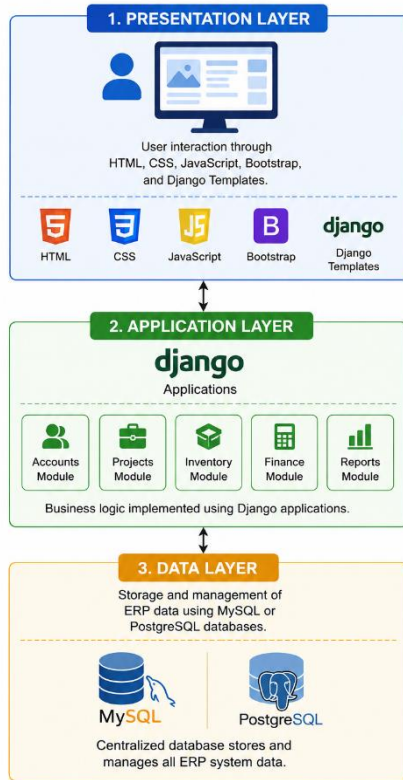 1. PRESENTATION LAYER
User interaction through
HTML, CSS, JavaScript, Bootstrap,
and Django Templates.
5
3
JS
B
django
HTML
CSS
JavaScript
Bootstrap
Django
Templates
2. APPLICATION LAYER
django
Applications
Accounts
Module
Projects
Module
Inventory
Module
Finance
Module
Reports
Module
Business logic implemented using Django applications.
3. DATA LAYER
Storage and management of
ERP data using MySQL or
PostgreSQL databases.
MySQL
PostgreSQL
Centralized database stores and
manages all ERP system data.